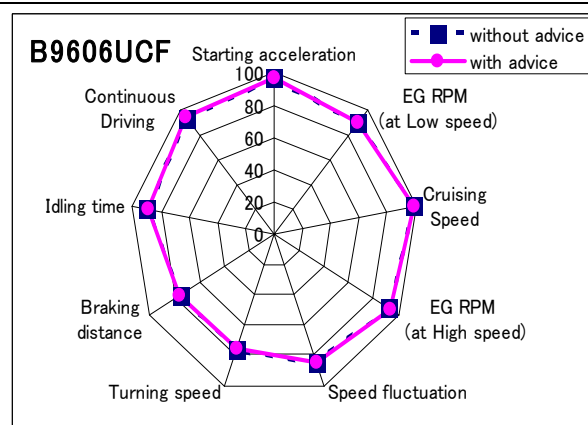 B9606UCF
without advice
with advice
Starting acceleration
EG RPM
(at Low speed)
Cruising
Speed
EG RPM
(at High speed)
Speed fluctuation
Turning speed
Braking
distance
Idling time
Continuous
Driving
100
80
60
40
20
0